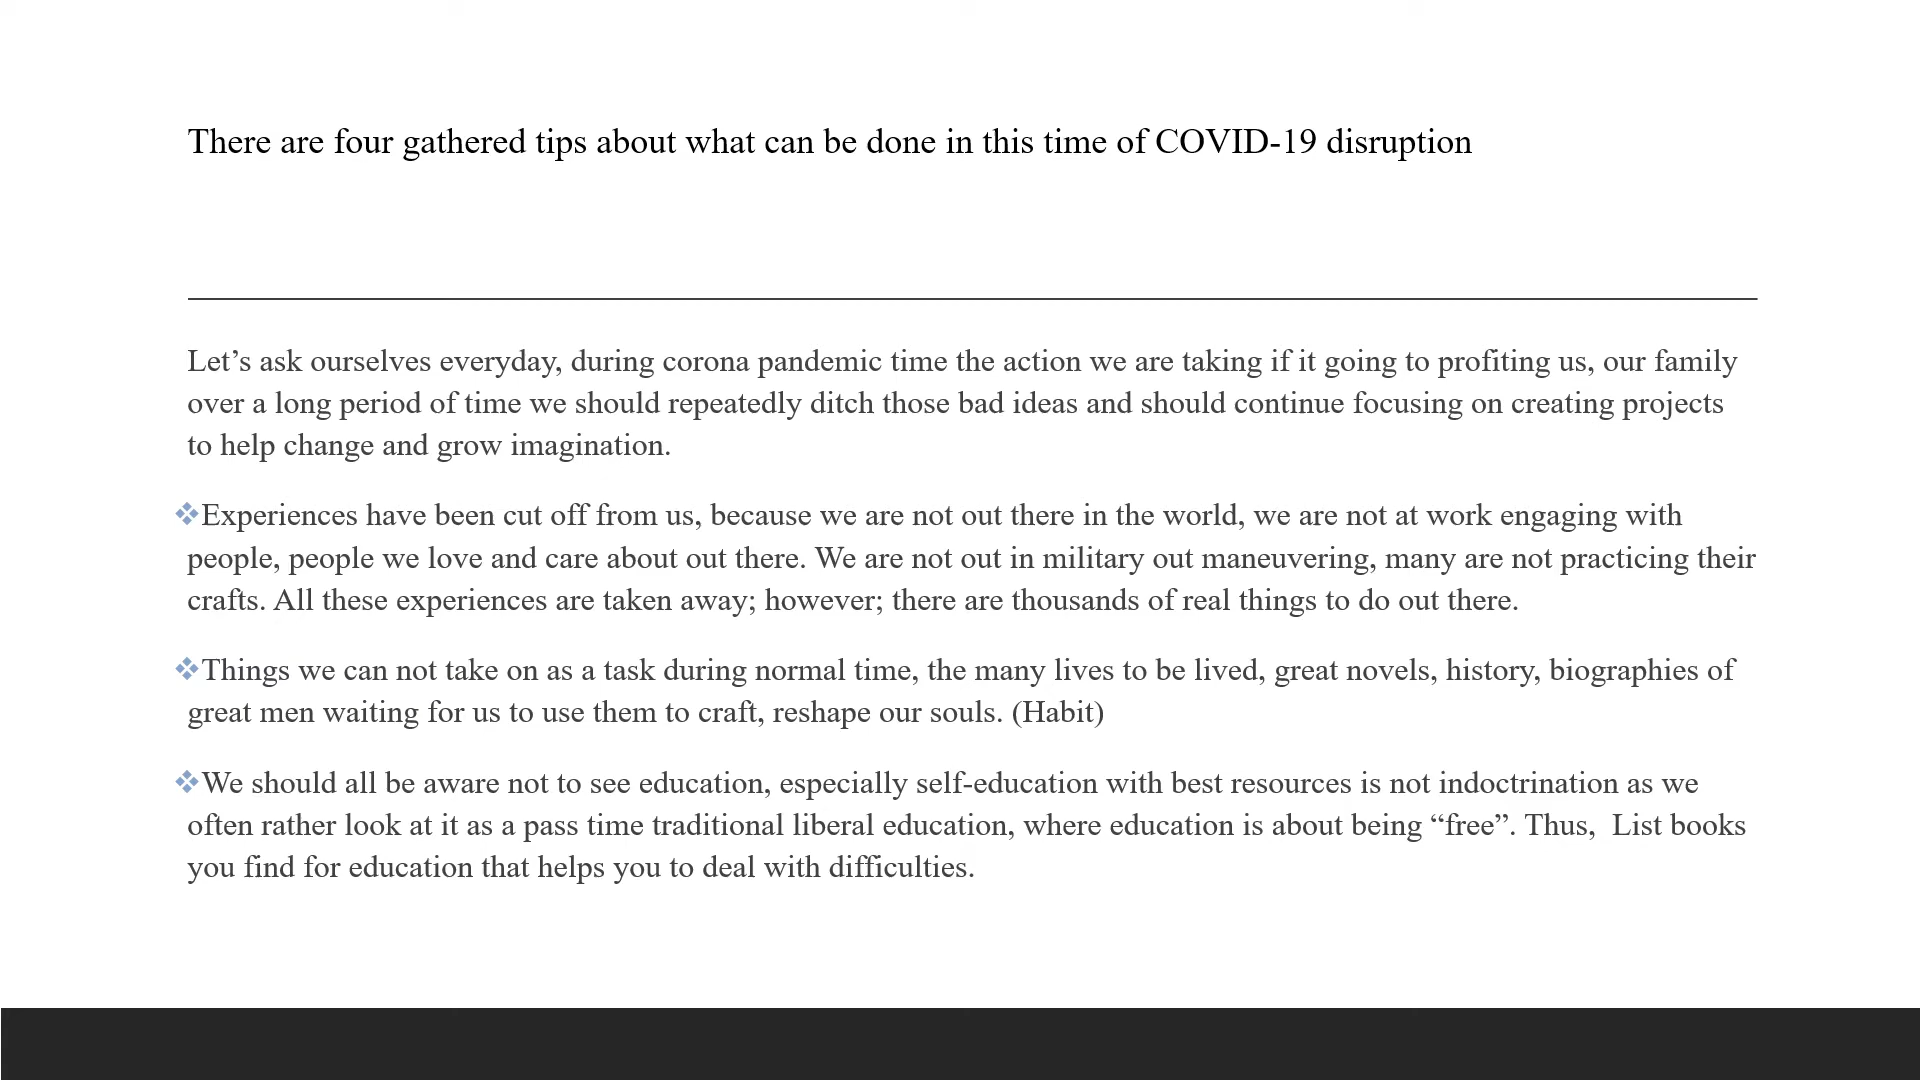 There are four gathered tips about what can be done in this time of COVID-19 disruption
Let’s ask ourselves everyday, during corona pandemic time the action we are taking if it going to profiting us, our family
over a long period of time we should repeatedly ditch those bad ideas and should continue focusing on creating projects
to help change and grow imagination.
❖Experiences have been cut off from us, because we are not out there in the world, we are not at work engaging with
people, people we love and care about out there. We are not out in military out maneuvering, many are not practicing their
crafts. All these experiences are taken away; however; there are thousands of real things to do out there.
❖Things we can not take on as a task during normal time, the many lives to be lived, great novels, history, biographies of
great men waiting for us to use them to craft, reshape our souls. (Habit)
❖We should all be aware not to see education, especially self-education with best resources is not indoctrination as we
often rather look at it as a pass time traditional liberal education, where education is about being “free”. Thus,  List books
you find for education that helps you to deal with difficulties.